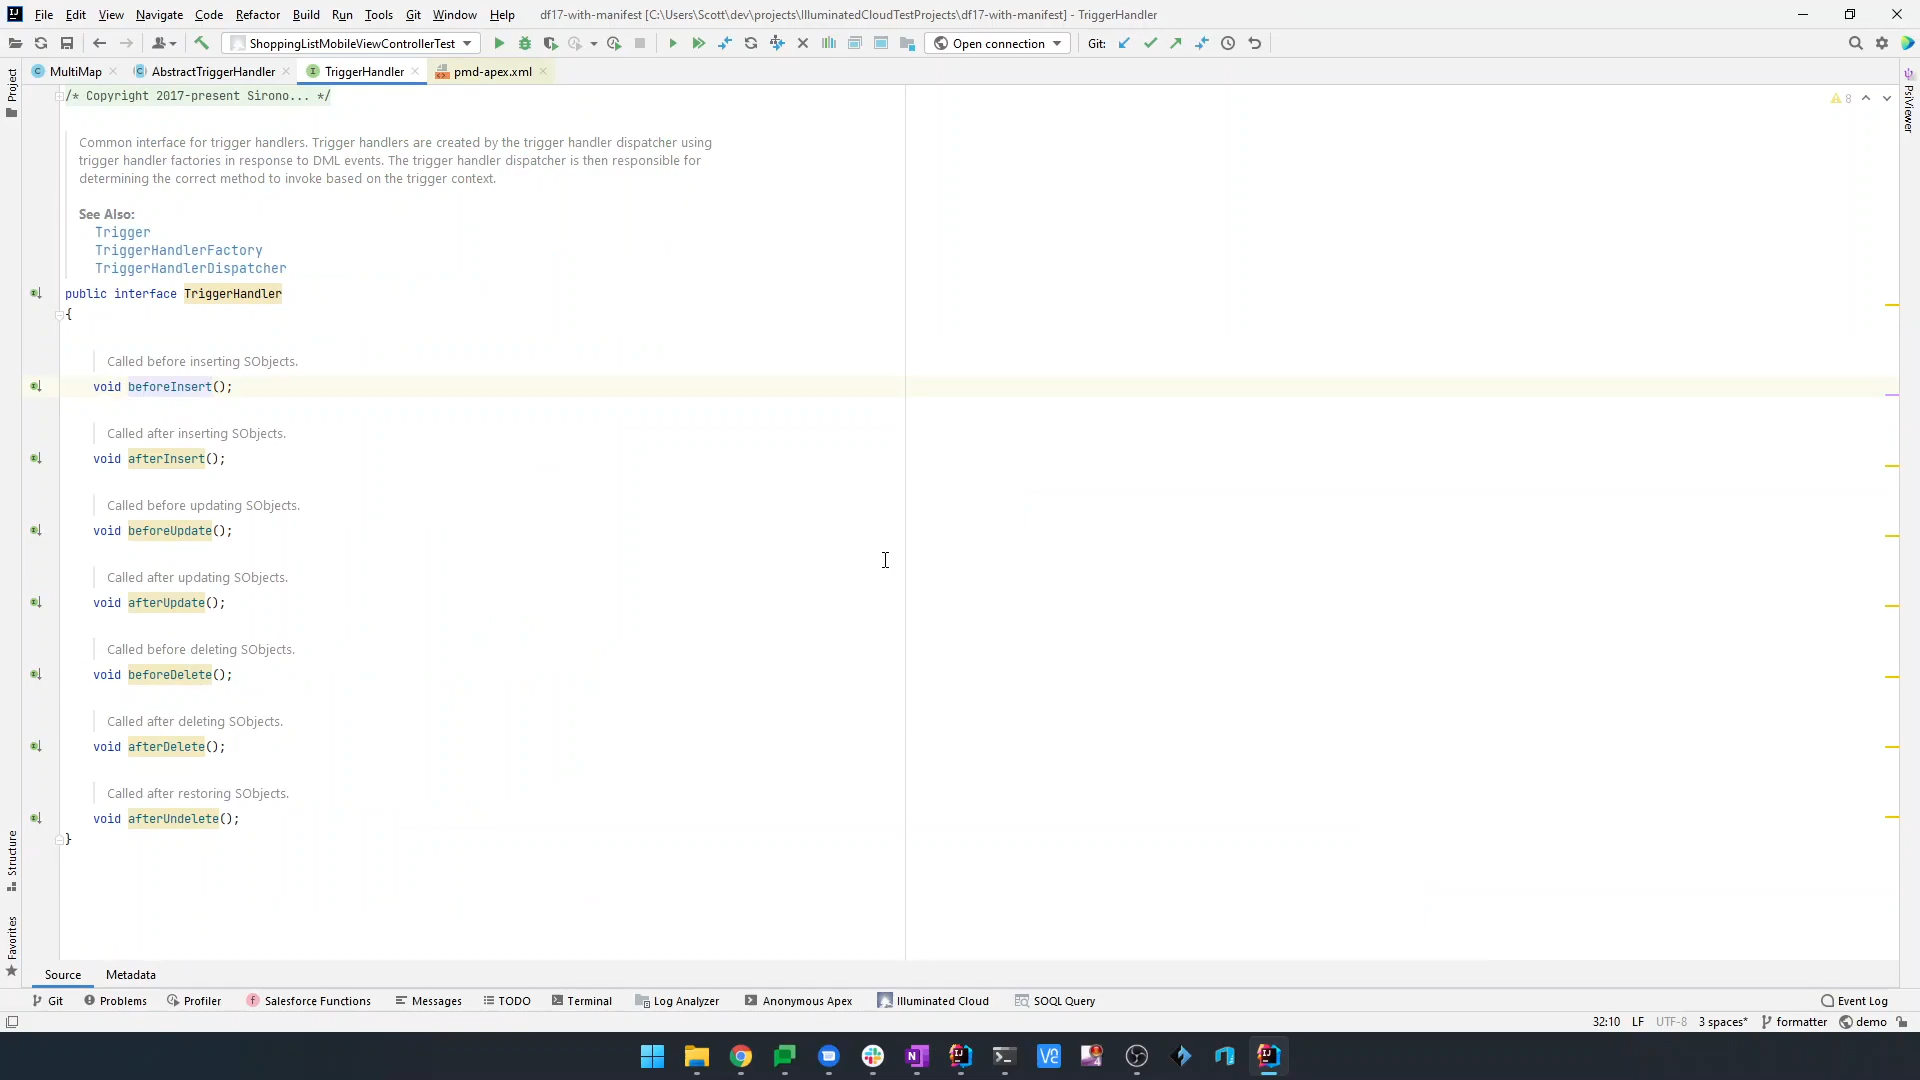 File Edit View Navigate Code Refactor Build Run Tools Git Window Help df17-with-manifest [C:\Users\Scott\dev\projects\IlluminatedCloudTestProjects\df17-with-manifest] - TriggerHandler
ShoppingListMobileViewControllerTest Open connection Git:
MultiMap AbstractTriggerHandler TriggerHandler pmd-apex.xml
Project
PsiViewer
/* Copyright 2017-present Sirono... */
8
Common interface for trigger handlers. Trigger handlers are created by the trigger handler dispatcher using
trigger handler factories in response to DML events. The trigger handler dispatcher is then responsible for
determining the correct method to invoke based on the trigger context.
See Also:
Trigger
TriggerHandlerFactory
TriggerHandlerDispatcher
public interface TriggerHandler
{
Called before inserting SObjects.
void beforeInsert();
Called after inserting SObjects.
void afterInsert();
Called before updating SObjects.
void beforeUpdate();
Called after updating SObjects.
void afterUpdate();
Called before deleting SObjects.
void beforeDelete();
Called after deleting SObjects.
void afterDelete();
Called after restoring SObjects.
void afterUndelete();
}
Structure
Favorites
Source Metadata
Git Problems Profiler Salesforce Functions Messages TODO Terminal Log Analyzer Anonymous Apex Illuminated Cloud SOQL Query Event Log
32:10 LF UTF-8 3 spaces* formatter demo